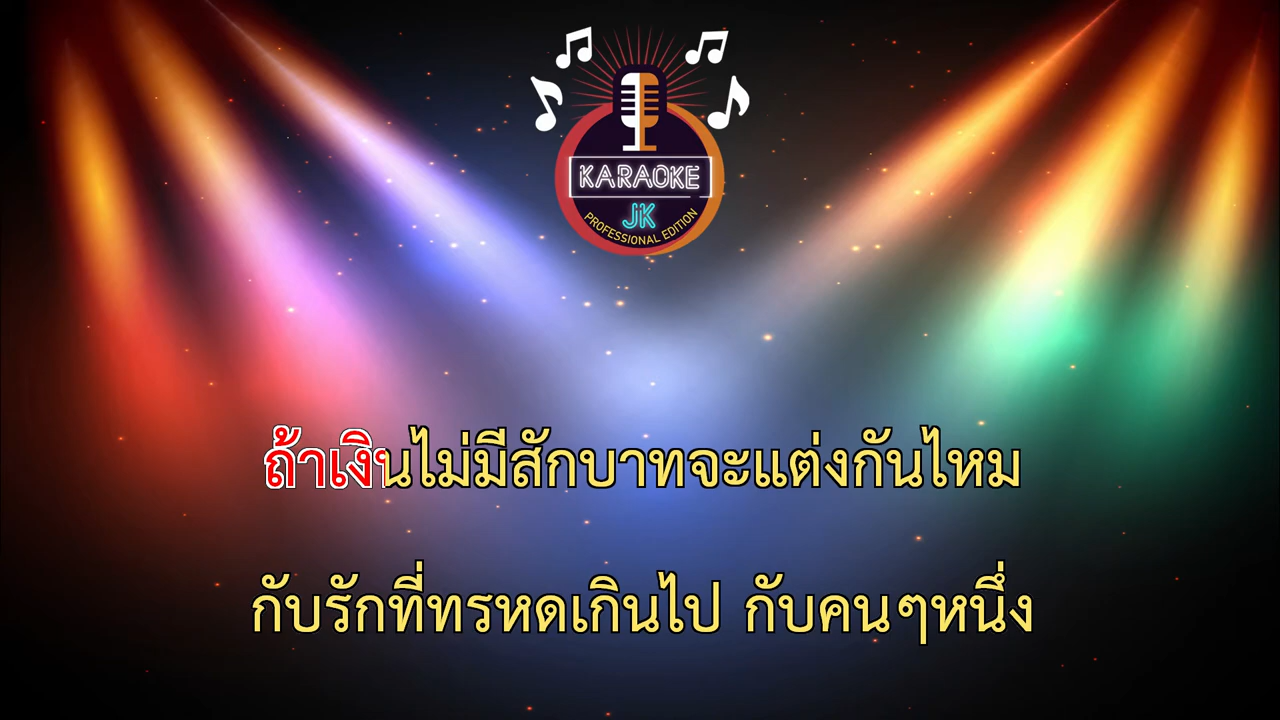 KARAOKE
JK
PROFESSIONAL EDITION
ถ้าเงินไม่มีสักบาทจะแต่งกันไหม
กับรักที่ทรหดเกินไป กับคนๆหนึ่ง